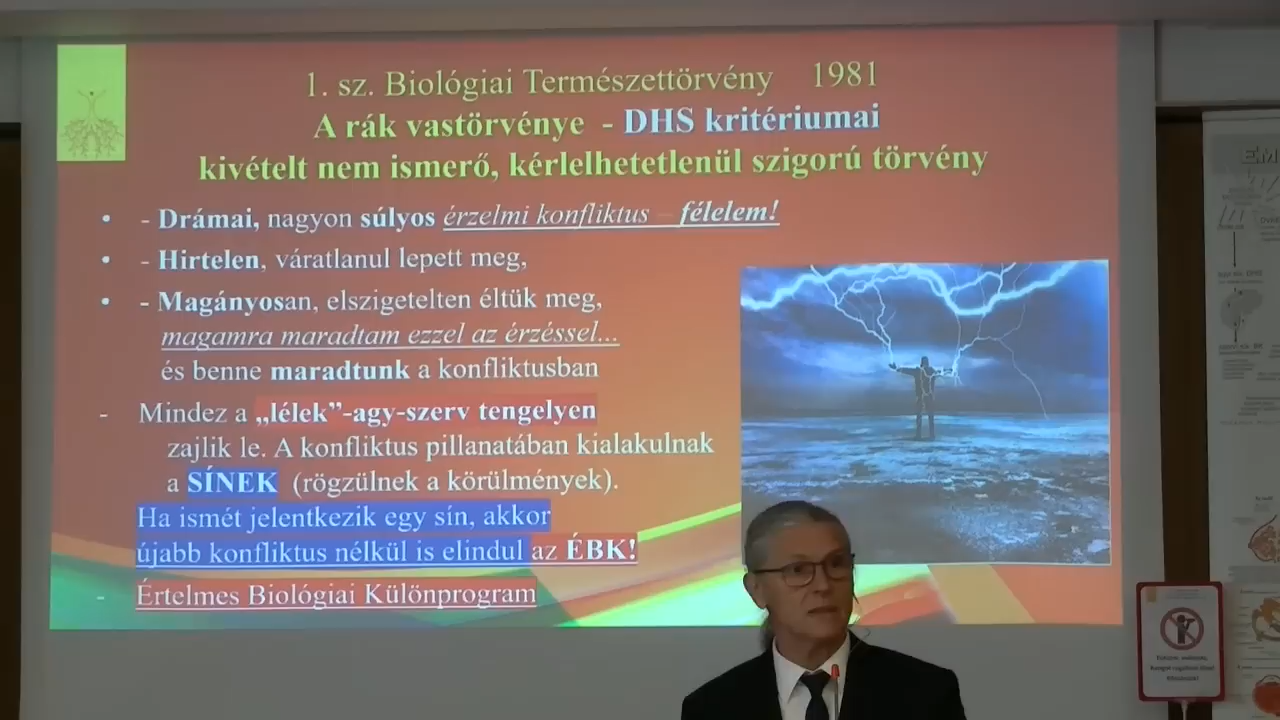 1. sz. Biológiai Természettörvény 1981
A rák vastörvénye - DHS kritériumai
kivételt nem ismerő, kérlelhetetlenül szigorú törvény
• - Drámai, nagyon súlyos érzelmi konfliktus – félelem!
• - Hirtelen, váratlanul lepett meg,
• - Magányosan, elszigetelten éltük meg,
magamra maradtam ezzel az érzéssel...
és benne maradtunk a konfliktusban
- Mindez a „lélek”-agy-szerv tengelyen
zajlik le. A konfliktus pillanatában kialakulnak
a SÍNEK (rögzülnek a körülmények).
Ha ismét jelentkezik egy sín, akkor
újabb konfliktus nélkül is elindul az ÉBK!
- Értelmes Biológiai Különprogram